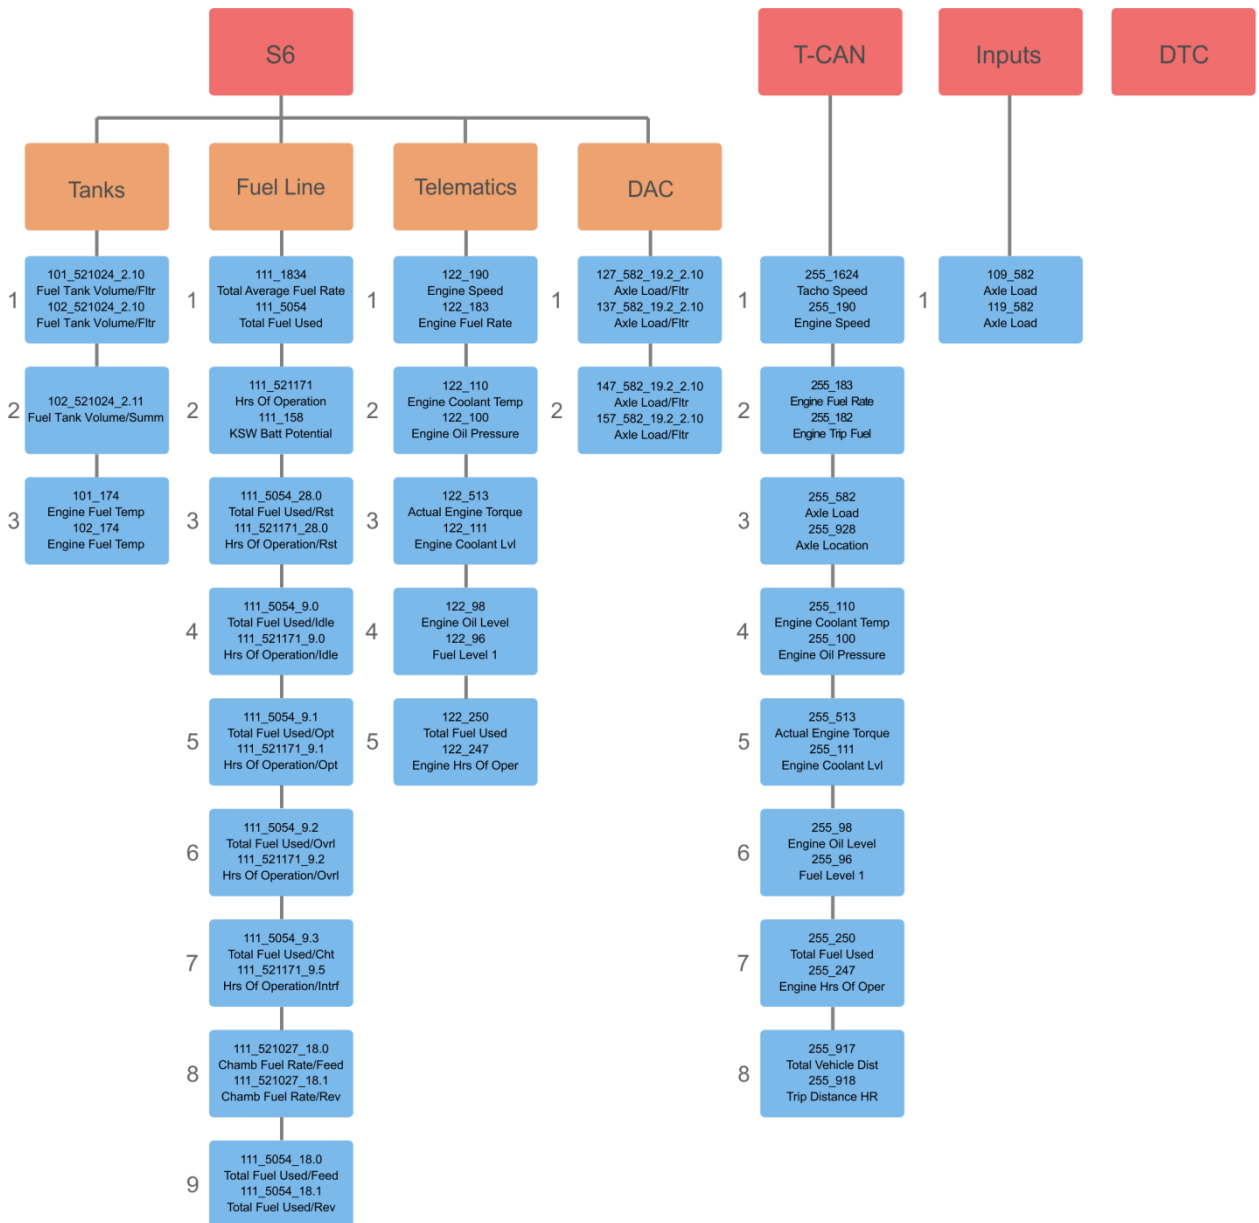 S6
T-CAN
Inputs
DTC
Tanks
Fuel Line
Telematics
DAC
1
101_521024_2.10
Fuel Tank Volume/Fltr
102_521024_2.10
Fuel Tank Volume/Fltr
2
102_521024_2.11
Fuel Tank Volume/Summ
3
101_174
Engine Fuel Temp
102_174
Engine Fuel Temp
1
111_1834
Total Average Fuel Rate
111_5054
Total Fuel Used
2
111_521171
Hrs Of Operation
111_158
KSW Batt Potential
3
111_5054_28.0
Total Fuel Used/Rst
111_521171_28.0
Hrs Of Operation/Rst
4
111_5054_9.0
Total Fuel Used/Idle
111_521171_9.0
Hrs Of Operation/Idle
5
111_5054_9.1
Total Fuel Used/Opt
111_521171_9.1
Hrs Of Operation/Opt
6
111_5054_9.2
Total Fuel Used/Ovrl
111_521171_9.2
Hrs Of Operation/Ovrl
7
111_5054_9.3
Total Fuel Used/Cht
111_521171_9.5
Hrs Of Operation/Intrf
8
111_521027_18.0
Chamb Fuel Rate/Feed
111_521027_18.1
Chamb Fuel Rate/Rev
9
111_5054_18.0
Total Fuel Used/Feed
111_5054_18.1
Total Fuel Used/Rev
1
122_190
Engine Speed
122_183
Engine Fuel Rate
2
122_110
Engine Coolant Temp
122_100
Engine Oil Pressure
3
122_513
Actual Engine Torque
122_111
Engine Coolant Lvl
4
122_98
Engine Oil Level
122_96
Fuel Level 1
5
122_250
Total Fuel Used
122_247
Engine Hrs Of Oper
1
127_582_19.2_2.10
Axle Load/Fltr
137_582_19.2_2.10
Axle Load/Fltr
2
147_582_19.2_2.10
Axle Load/Fltr
157_582_19.2_2.10
Axle Load/Fltr
1
255_1624
Tacho Speed
255_190
Engine Speed
2
255_183
Engine Fuel Rate
255_182
Engine Trip Fuel
3
255_582
Axle Load
255_928
Axle Location
4
255_110
Engine Coolant Temp
255_100
Engine Oil Pressure
5
255_513
Actual Engine Torque
255_111
Engine Coolant Lvl
6
255_98
Engine Oil Level
255_96
Fuel Level 1
7
255_250
Total Fuel Used
255_247
Engine Hrs Of Oper
8
255_917
Total Vehicle Dist
255_918
Trip Distance HR
1
109_582
Axle Load
119_582
Axle Load